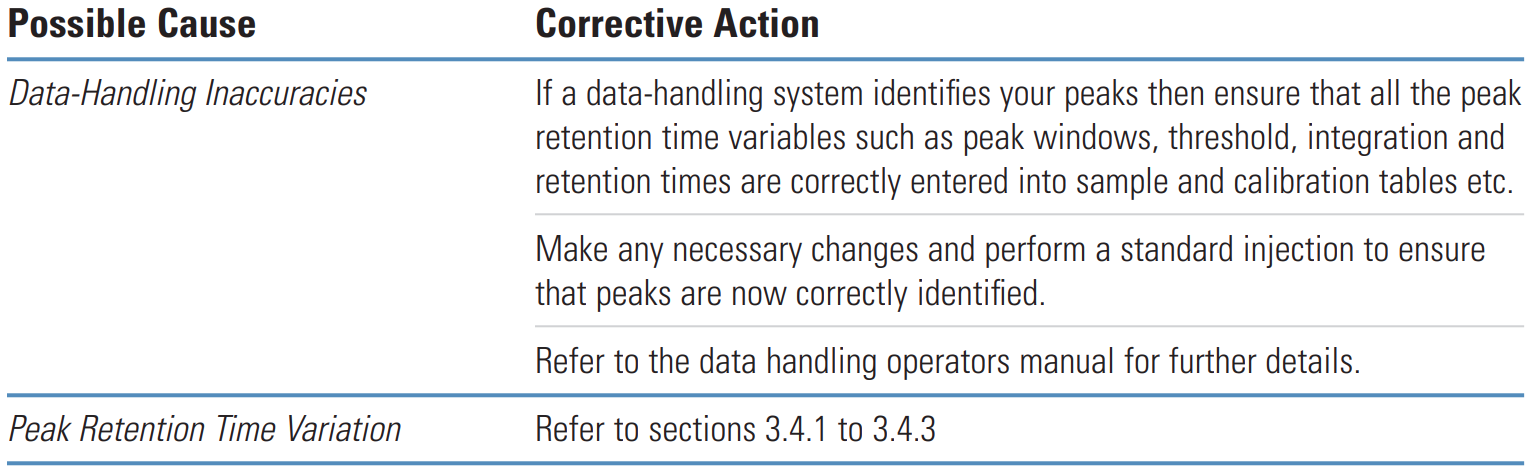 Possible Cause Corrective Action
Data-Handling Inaccuracies If a data-handling system identifies your peaks then ensure that all the peak
retention time variables such as peak windows, threshold, integration and
retention times are correctly entered into sample and calibration tables etc.
Make any necessary changes and perform a standard injection to ensure
that peaks are now correctly identified.
Refer to the data handling operators manual for further details.
Peak Retention Time Variation Refer to sections 3.4.1 to 3.4.3